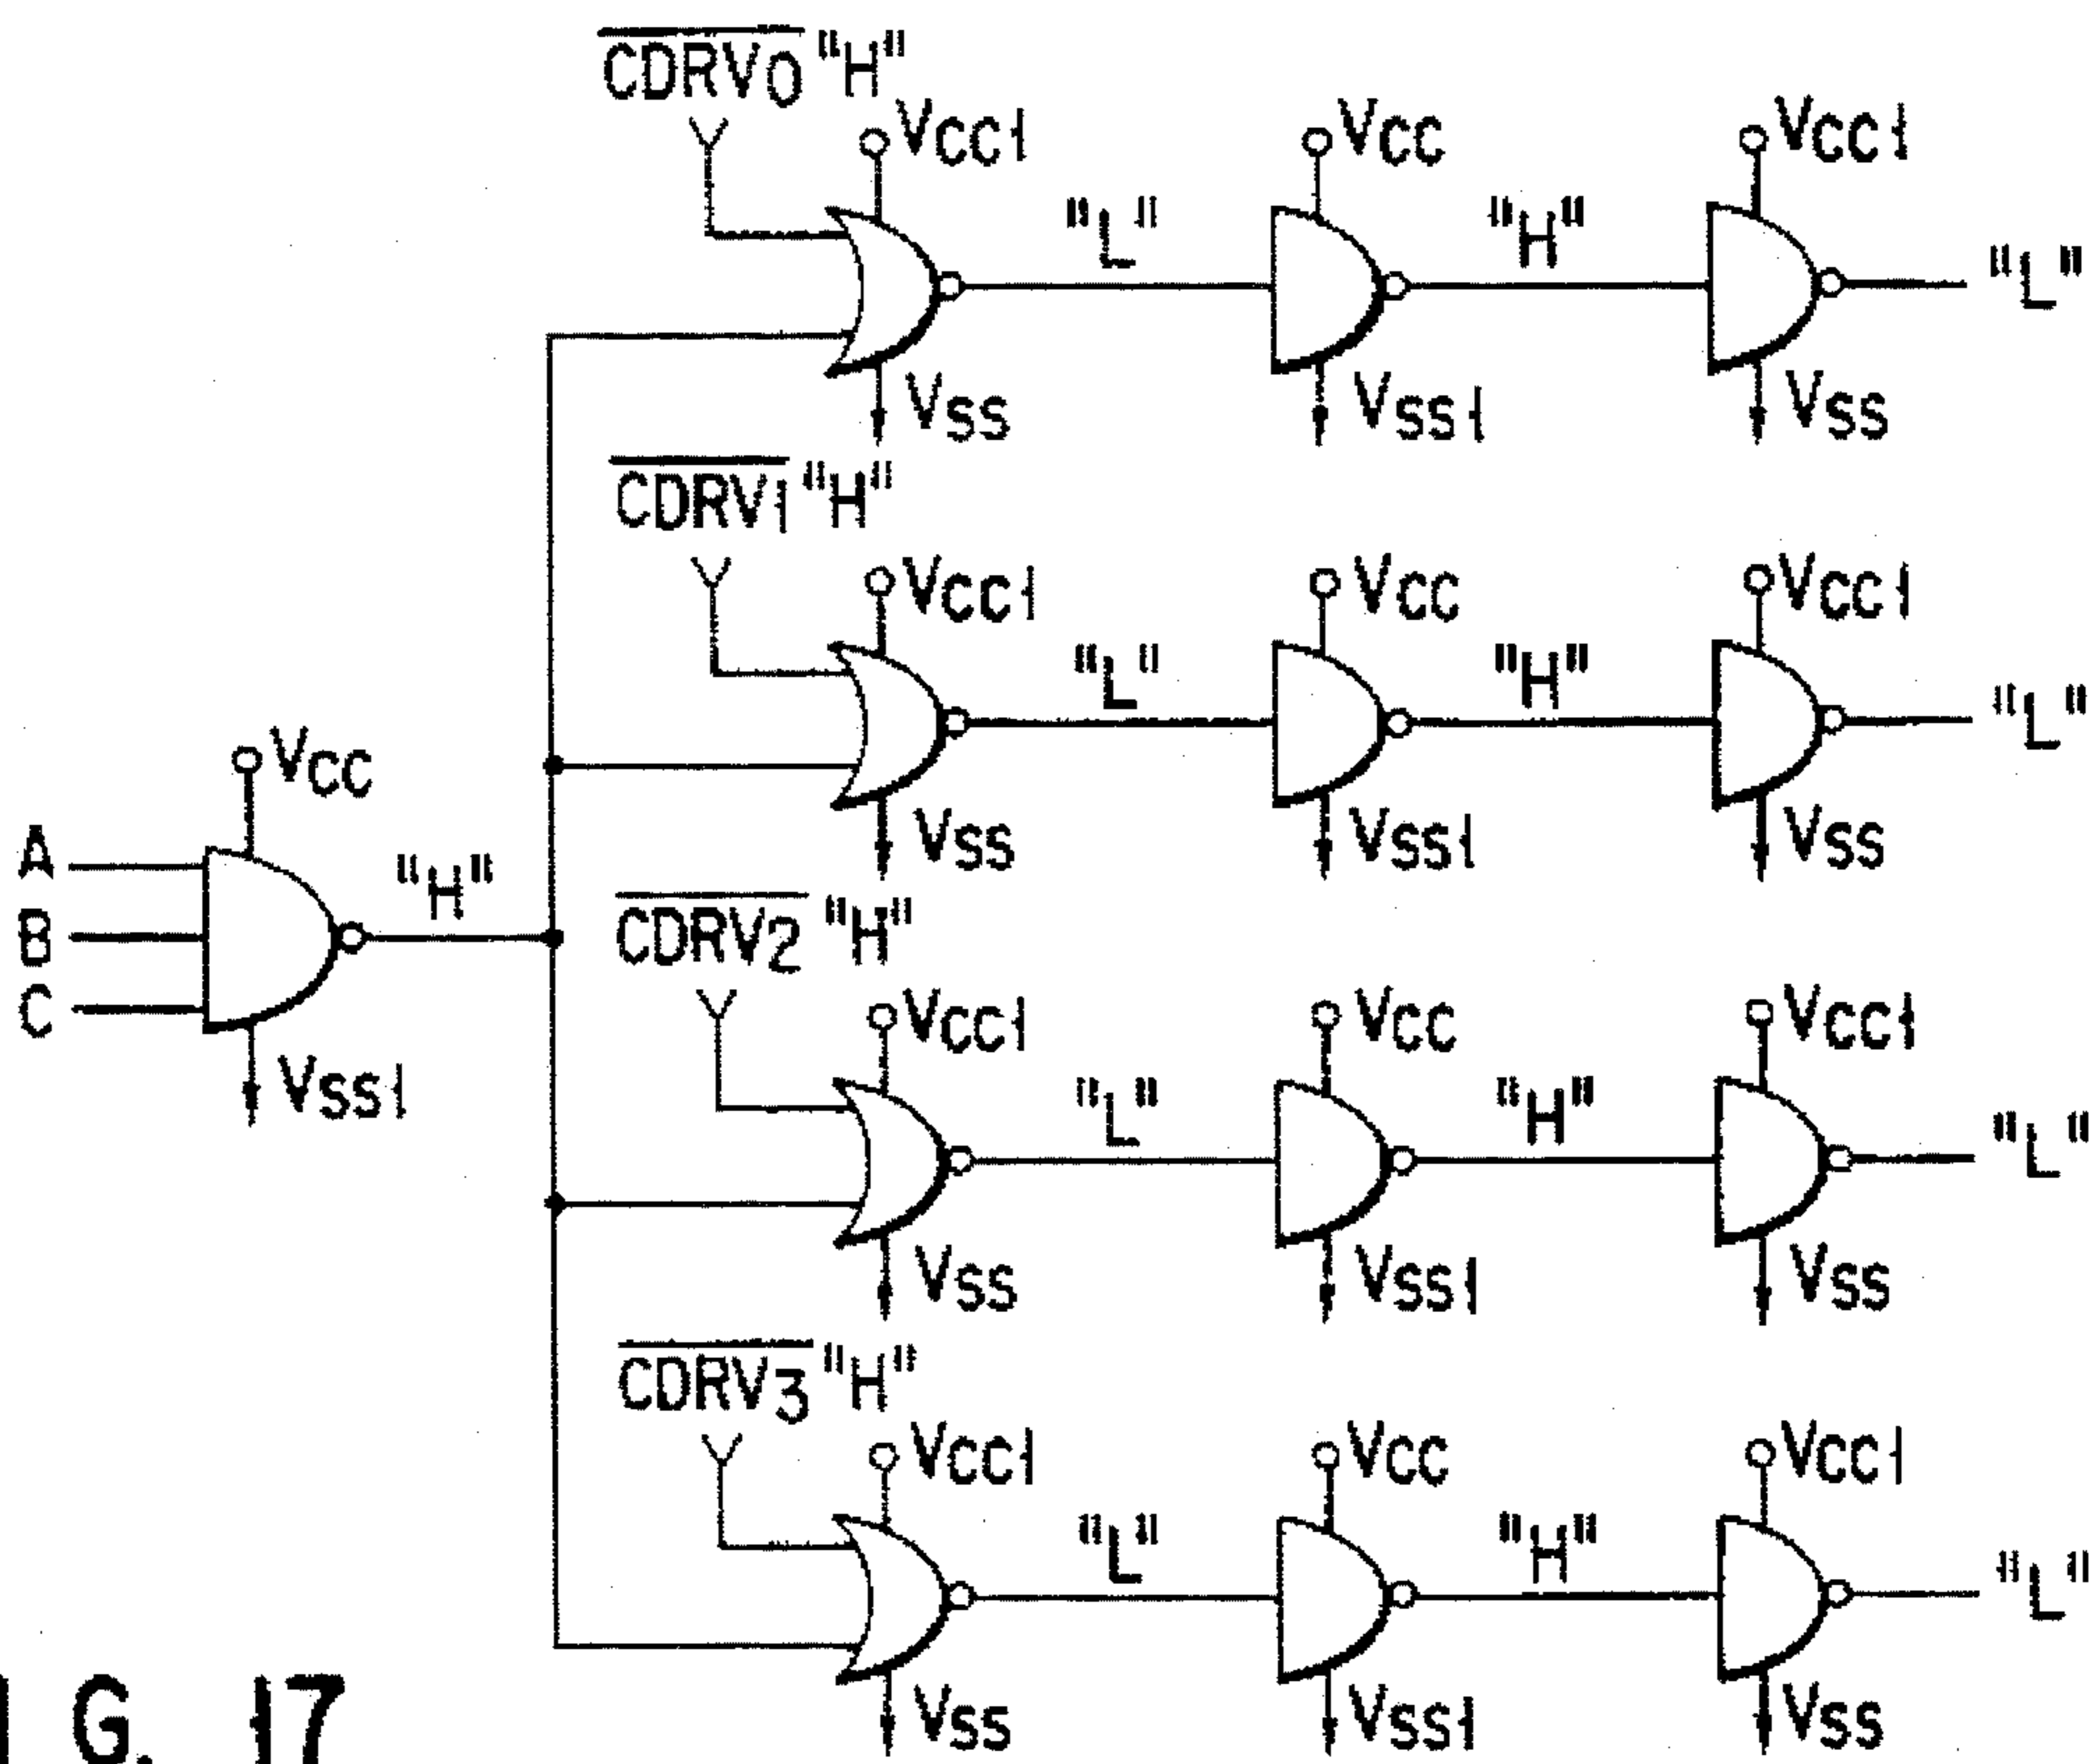 CDRV0 "H"
VCC1 VCC VCC1
"L" "H" "L"
VSS VSS1 VSS
CDRV1 "H"
VCC1 VCC VCC1
"L" "H" "L"
VCC
VSS VSS1 VSS
A
"H"
B
CDRV2 "H"
C
VCC1 VCC VCC1
VSS1
"L" "H" "L"
VSS VSS1 VSS
CDRV3 "H"
VCC1 VCC VCC1
"L" "H" "L"
VSS VSS1 VSS
G. 17